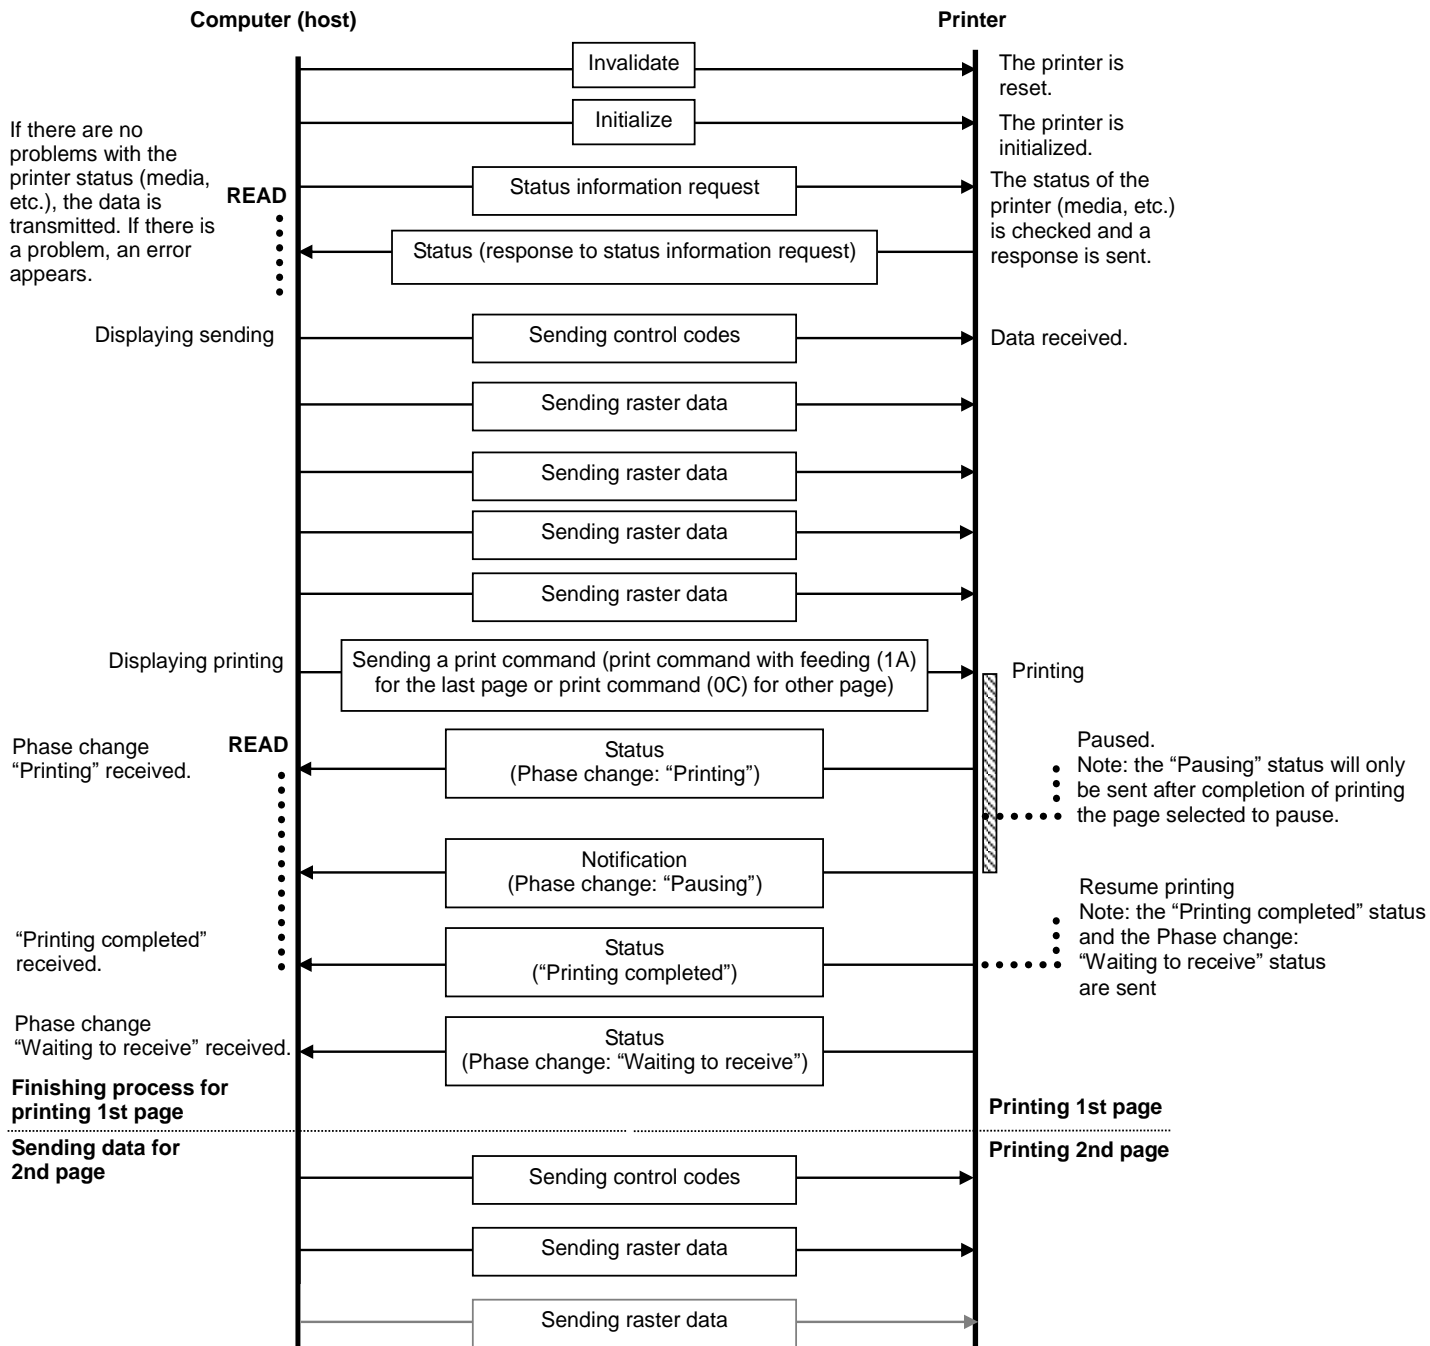 Computer (host)
Printer
Invalidate
The printer is
reset.
Initialize
The printer is
initialized.
If there are no
problems with the
printer status (media,
etc.), the data is
transmitted. If there is
a problem, an error
appears.
READ
Status information request
The status of the
printer (media, etc.)
is checked and a
response is sent.
Status (response to status information request)
Displaying sending
Sending control codes
Data received.
Sending raster data
Sending raster data
Sending raster data
Sending raster data
Displaying printing
Sending a print command (print command with feeding (1A)
for the last page or print command (0C) for other page)
Printing
Phase change
“Printing” received.
READ
Status
(Phase change: “Printing”)
Paused.
Note: the “Pausing” status will only
be sent after completion of printing
the page selected to pause.
Notification
(Phase change: “Pausing”)
Resume printing
Note: the “Printing completed” status
and the Phase change:
“Waiting to receive” status
are sent
“Printing completed”
received.
Status
(“Printing completed”)
Phase change
“Waiting to receive” received.
Status
(Phase change: “Waiting to receive”)
Finishing process for
printing 1st page
Printing 1st page
Sending data for
2nd page
Printing 2nd page
Sending control codes
Sending raster data
Sending raster data